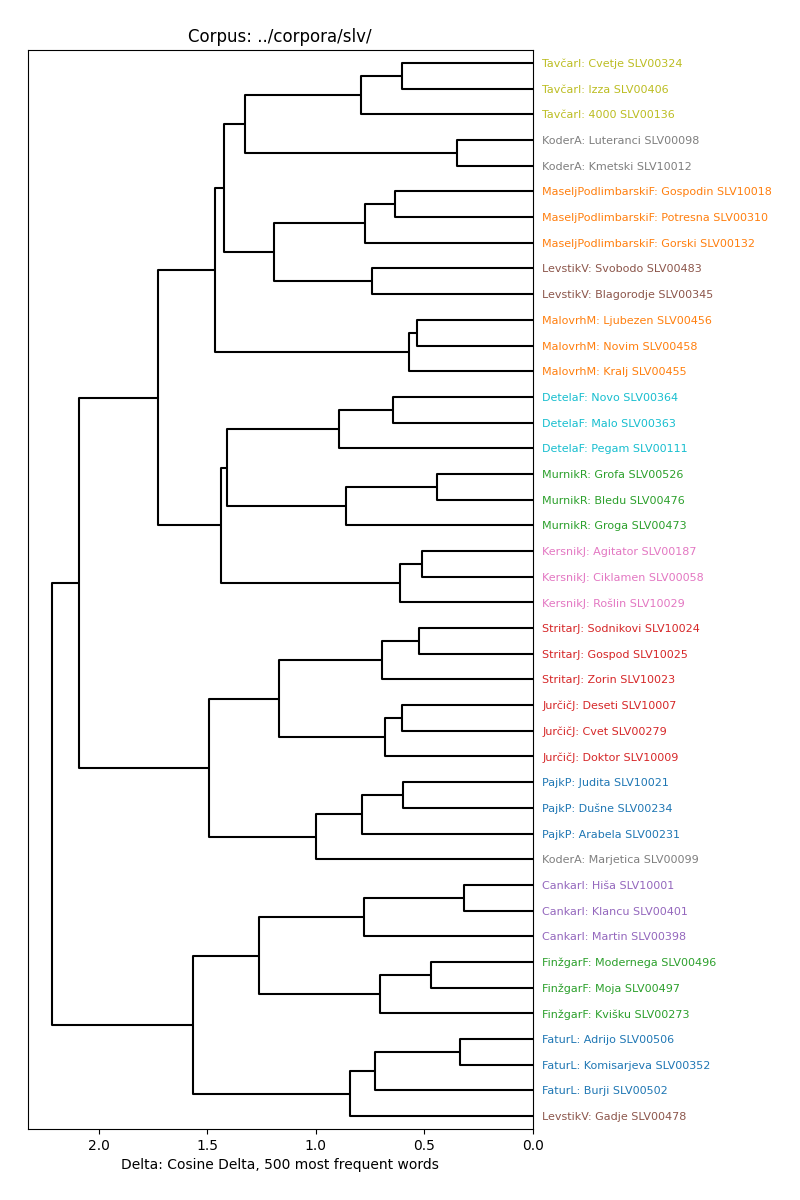 Corpus: ../corpora/slv/
TavčarI: Cvetje SLV00324
TavčarI: Izza SLV00406
TavčarI: 4000 SLV00136
KoderA: Luteranci SLV00098
KoderA: Kmetski SLV10012
MaseljPodlimbarskiF: Gospodin SLV10018
MaseljPodlimbarskiF: Potresna SLV00310
MaseljPodlimbarskiF: Gorski SLV00132
LevstikV: Svobodo SLV00483
LevstikV: Blagorodje SLV00345
MalovrhM: Ljubezen SLV00456
MalovrhM: Novim SLV00458
MalovrhM: Kralj SLV00455
DetelaF: Novo SLV00364
DetelaF: Malo SLV00363
DetelaF: Pegam SLV00111
MurnikR: Grofa SLV00526
MurnikR: Bledu SLV00476
MurnikR: Groga SLV00473
KersnikJ: Agitator SLV00187
KersnikJ: Ciklamen SLV00058
KersnikJ: Rošlin SLV10029
StritarJ: Sodnikovi SLV10024
StritarJ: Gospod SLV10025
StritarJ: Zorin SLV10023
JurčičJ: Deseti SLV10007
JurčičJ: Cvet SLV00279
JurčičJ: Doktor SLV10009
PajkP: Judita SLV10021
PajkP: Dušne SLV00234
PajkP: Arabela SLV00231
KoderA: Marjetica SLV00099
CankarI: Hiša SLV10001
CankarI: Klancu SLV00401
CankarI: Martin SLV00398
FinžgarF: Modernega SLV00496
FinžgarF: Moja SLV00497
FinžgarF: Kvišku SLV00273
FaturL: Adrijo SLV00506
FaturL: Komisarjeva SLV00352
FaturL: Burji SLV00502
LevstikV: Gadje SLV00478
2.0 1.5 1.0 0.5 0.0
Delta: Cosine Delta, 500 most frequent words